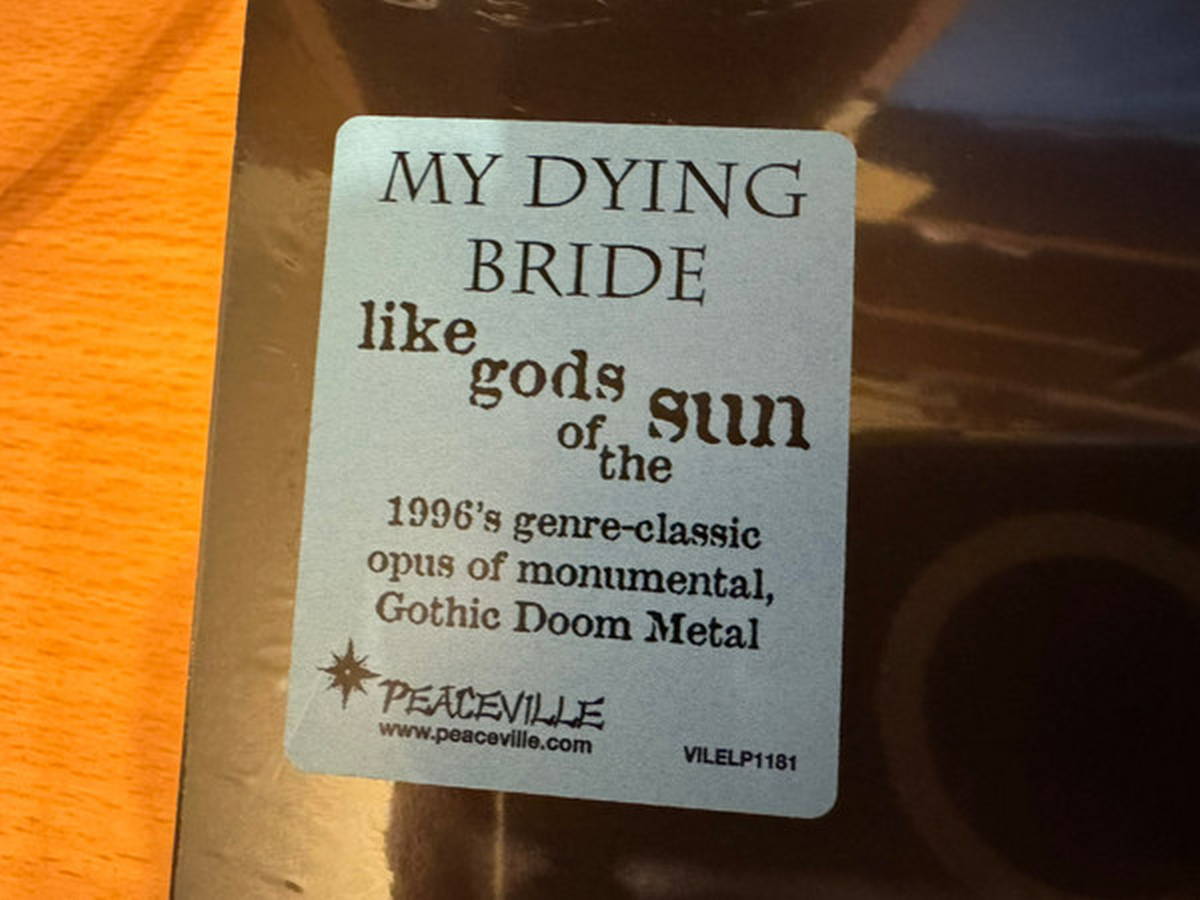 MY DYING
BRIDE
like
gods
of the
sun
1996's genre-classic
opus of monumental,
Gothic Doom Metal
PEACEVILLE
www.peaceville.com
VILELP1181